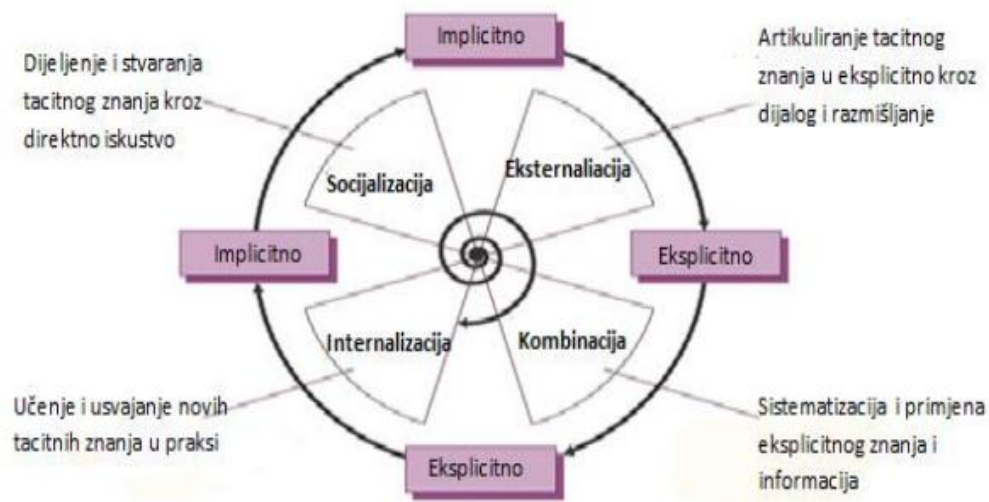 Implicitno
Dijeljenje i stvaranja
tacitnog znanja kroz
direktno iskustvo
Artikuliranje tacitnog
znanja u eksplicitno kroz
dijalog i razmišljanje
Socijalizacija
Eksternaliacija
Implicitno
Eksplicitno
Internalizacija
Kombinacija
Učenje i usvajanje novih
tacitnih znanja u praksi
Sistematizacija i primjena
eksplicitnog znanja i
informacija
Eksplicitno